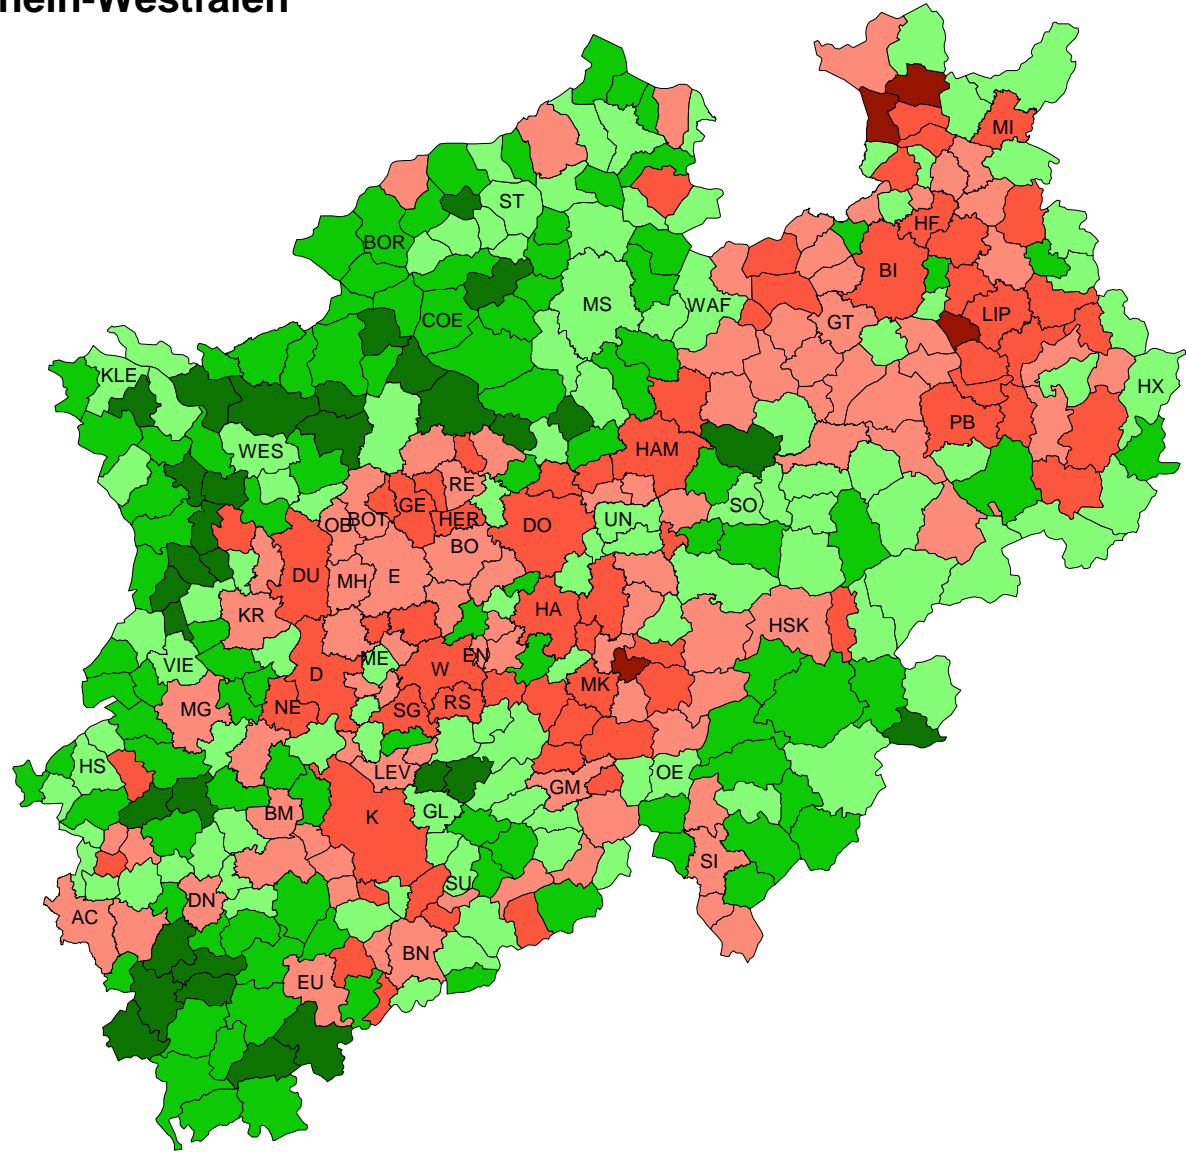 hein-Westfalen
MI
ST
HF
BOR
BI
MS
WAF
LIP
COE
GT
KLE
HX
PB
WES
HAM
RE
GE
SO
OB
BOT
HER
DO
UN
BO
DU
MH
E
HA
KR
HSK
ME
EN
VIE
W
D
MK
MG
NE
SG
RS
HS
LEV
OE
GM
BM
K
GL
SI
SU
DN
AC
BN
EU